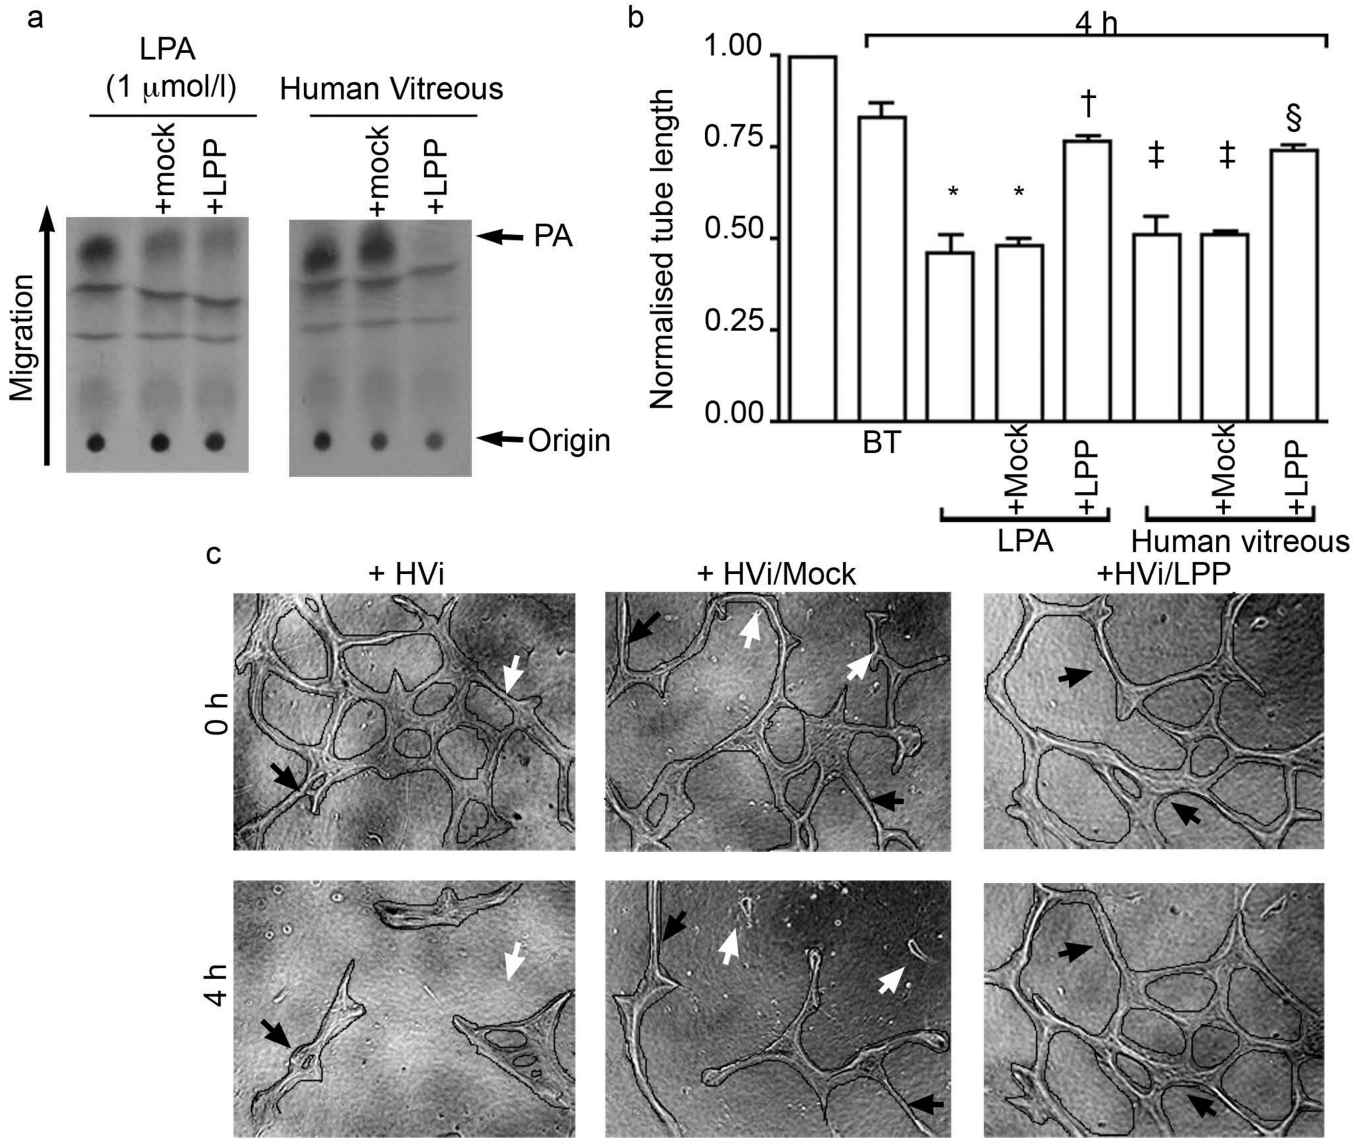 a
LPA
(1 µmol/l)
Human Vitreous
+mock
+LPP
+mock
+LPP
PA
Migration
Origin
b
4 h
1.00
0.75
0.50
0.25
0.00
Normalised tube length
*
*
†
‡
‡
§
BT
+Mock
+LPP
+Mock
+LPP
LPA
Human vitreous
c
+ HVi
+ HVi/Mock
+HVi/LPP
0 h
4 h